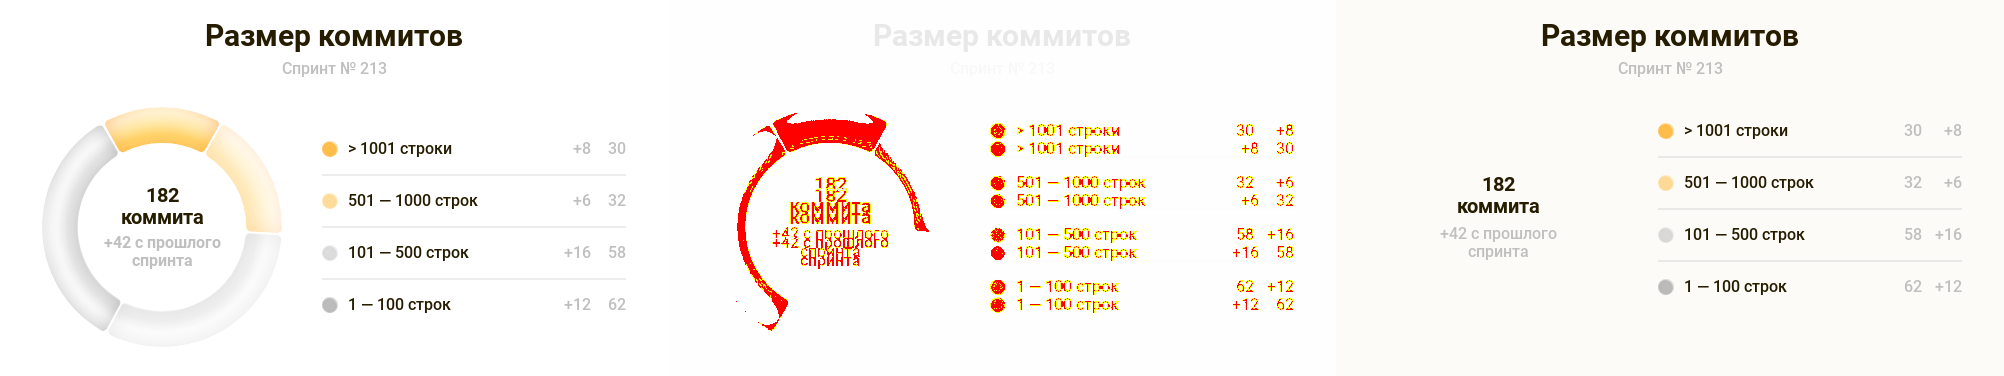 Размер коммитов
Спринт № 213
182
коммита
+42 с прошлого
спринта
> 1001 строки +8 30
501 — 1000 строк +6 32
101 — 500 строк +16 58
1 — 100 строк +12 62
Размер коммитов
Спринт № 213
182
182
коммита
коммита
+42 с прошлого
+42 с прошлого
спринта
спринта
> 1001 строки 30 +8
> 1001 строки +8 30
501 — 1000 строк 32 +6
501 — 1000 строк +6 32
101 — 500 строк 58 +16
101 — 500 строк +16 58
1 — 100 строк 62 +12
1 — 100 строк +12 62
Размер коммитов
Спринт № 213
182
коммита
+42 с прошлого
спринта
> 1001 строки 30 +8
501 — 1000 строк 32 +6
101 — 500 строк 58 +16
1 — 100 строк 62 +12